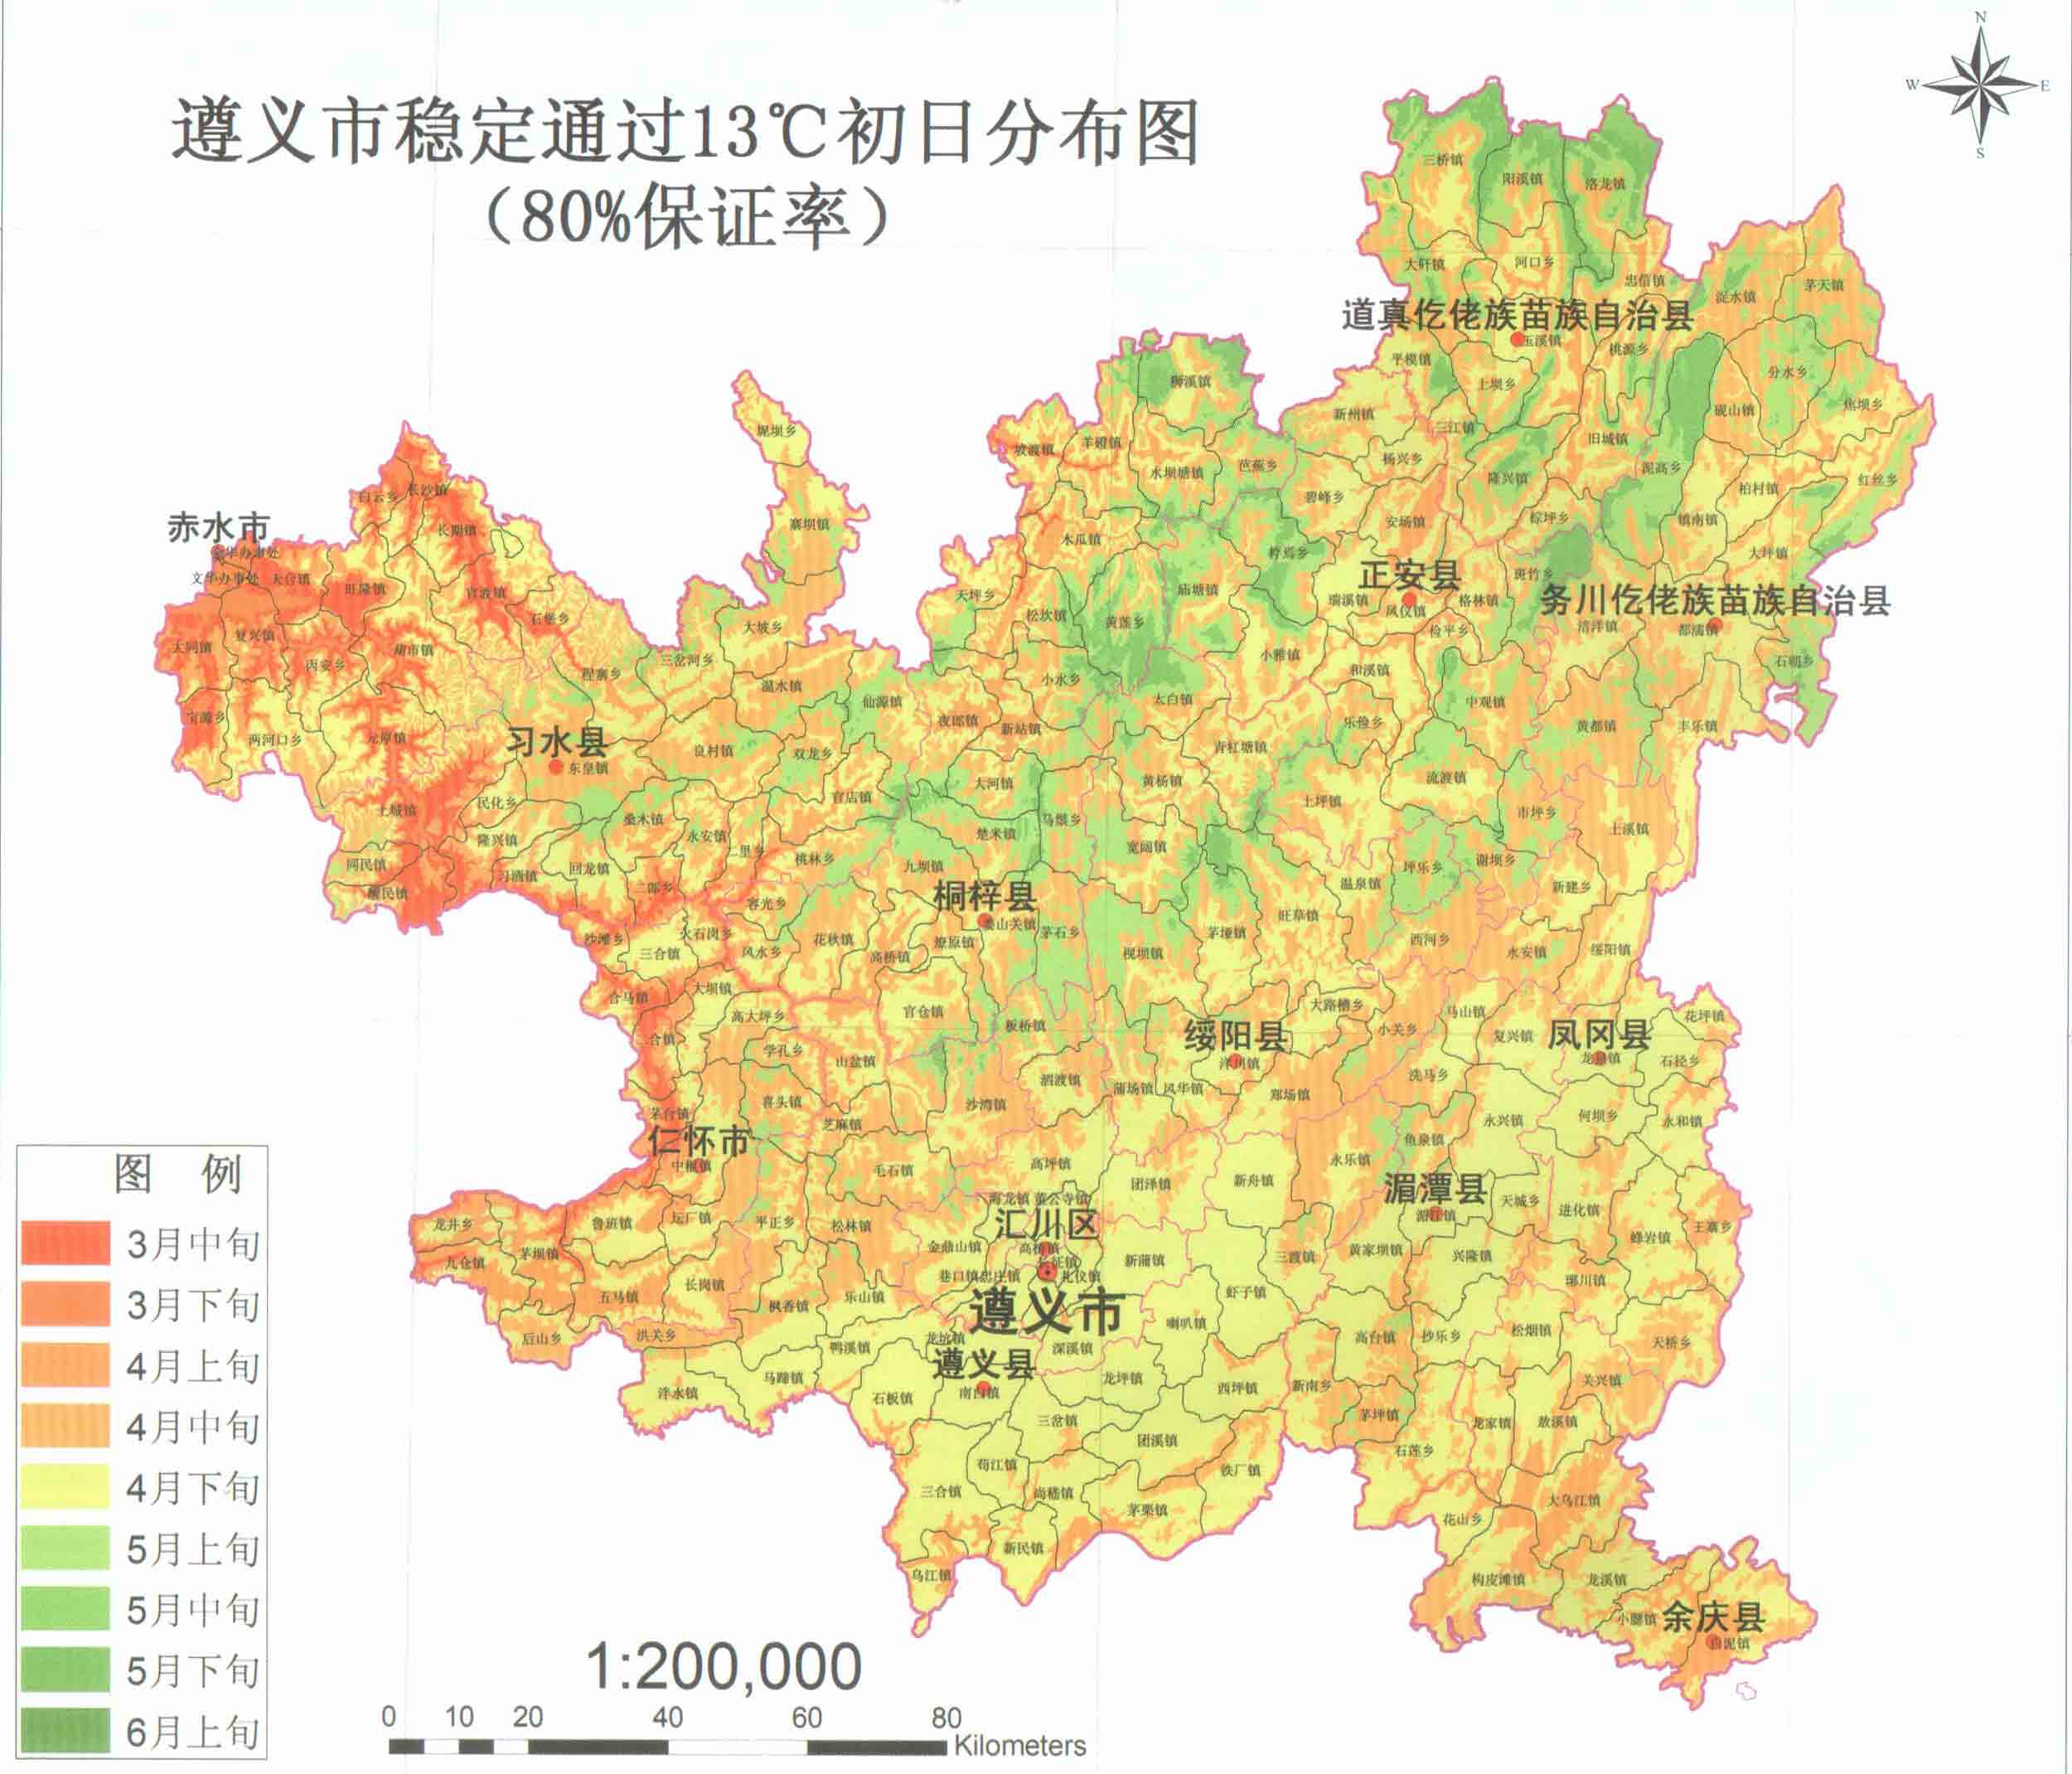 遵义市稳定通过13℃初日分布图
（80%保证率）
N
W
E
S
三桥镇
阳溪镇
洛龙镇
大矸镇
河口乡
忠信镇
浞水镇
茅天镇
道真仡佬族苗族自治县
玉溪镇
桃源乡
平模镇
上坝乡
分水乡
狮溪镇
新州镇
三江镇
旧城镇
砚山镇
焦坝乡
坭坝乡
坡渡镇
羊磴镇
水坝塘镇
芭蕉乡
杨兴乡
隆兴镇
泥高乡
柏村镇
红丝乡
白云乡
长沙镇
碧峰乡
赤水市
长期镇
寨坝镇
木瓜镇
安场镇
棕坪乡
镇南镇
大坪镇
文华办事处
天台镇
旺隆镇
官渡镇
石堡乡
天坪乡
松坎镇
黄莲乡
庙塘镇
桴焉乡
正安县
瑞溪镇
凤仪镇
格林镇
斑竹乡
务川仡佬族苗族自治县
涪洋镇
都濡镇
大同镇
复兴镇
丙安乡
葫市镇
程寨乡
三岔河乡
大坡乡
俭平乡
石朝乡
宝源乡
两河口乡
元厚镇
温水镇
仙源镇
小水乡
太白镇
小雅镇
和溪镇
中观镇
黄都镇
丰乐镇
习水县
东皇镇
良村镇
双龙乡
夜郎镇
新站镇
青杠塘镇
乐俭乡
土城镇
民化乡
隆兴镇
桑木镇
永安镇
二里乡
官店镇
大河镇
楚米镇
马鬃乡
黄杨镇
上坪镇
流渡镇
市坪乡
土溪镇
同民镇
醒民镇
习酒镇
回龙镇
二郎乡
桃林乡
九坝镇
宽阔镇
温泉镇
坪乐乡
谢坝乡
新建乡
桐梓县
娄山关镇
容光乡
沙滩乡
三合镇
火石岗乡
风水乡
花秋镇
高桥镇
燎原镇
茅石乡
枧坝镇
茅垭镇
旺草镇
西河乡
永安镇
绥阳镇
合马镇
大坝镇
高大坪乡
官仓镇
板桥镇
绥阳县
洋川镇
大路槽乡
小关乡
马山镇
复兴镇
凤冈县
龙泉镇
花坪镇
石径乡
二合镇
学孔乡
山盆镇
泗渡镇
蒲场镇
风华镇
郑场镇
洗马乡
永兴镇
何坝乡
永和镇
茅台镇
喜头镇
芝麻镇
沙湾镇
鱼泉镇
仁怀市
中枢镇
毛石镇
高坪镇
团泽镇
新舟镇
永乐镇
湄潭县
湄江镇
天城乡
进化镇
蜂岩镇
王寨乡
龙井乡
九仓镇
茅坝镇
鲁班镇
坛厂镇
平正乡
松林镇
海龙镇
董公寺镇
汇川区
高桥镇
长征镇
礼仪镇
金鼎山镇
巷口镇
忠庄镇
新蒲镇
三渡镇
黄家坝镇
兴隆镇
琊川镇
五马镇
长岗镇
枫香镇
乐山镇
虾子镇
遵义市
喇叭镇
后山乡
洪关乡
鸭溪镇
龙坑镇
深溪镇
高台镇
抄乐乡
松烟镇
天桥乡
遵义县
南白镇
泮水镇
马蹄镇
石板镇
龙坪镇
西坪镇
新南乡
茅坪镇
关兴镇
三岔镇
团溪镇
龙家镇
敖溪镇
石莲乡
苟江镇
三合镇
尚嵇镇
铁厂镇
茅栗镇
花山乡
大乌江镇
新民镇
乌江镇
构皮滩镇
龙溪镇
小腮镇
余庆县
白泥镇
图 例
3月中旬
3月下旬
4月上旬
4月中旬
4月下旬
5月上旬
5月中旬
5月下旬
6月上旬
1:200,000
0 10 20 40 60 80
Kilometers